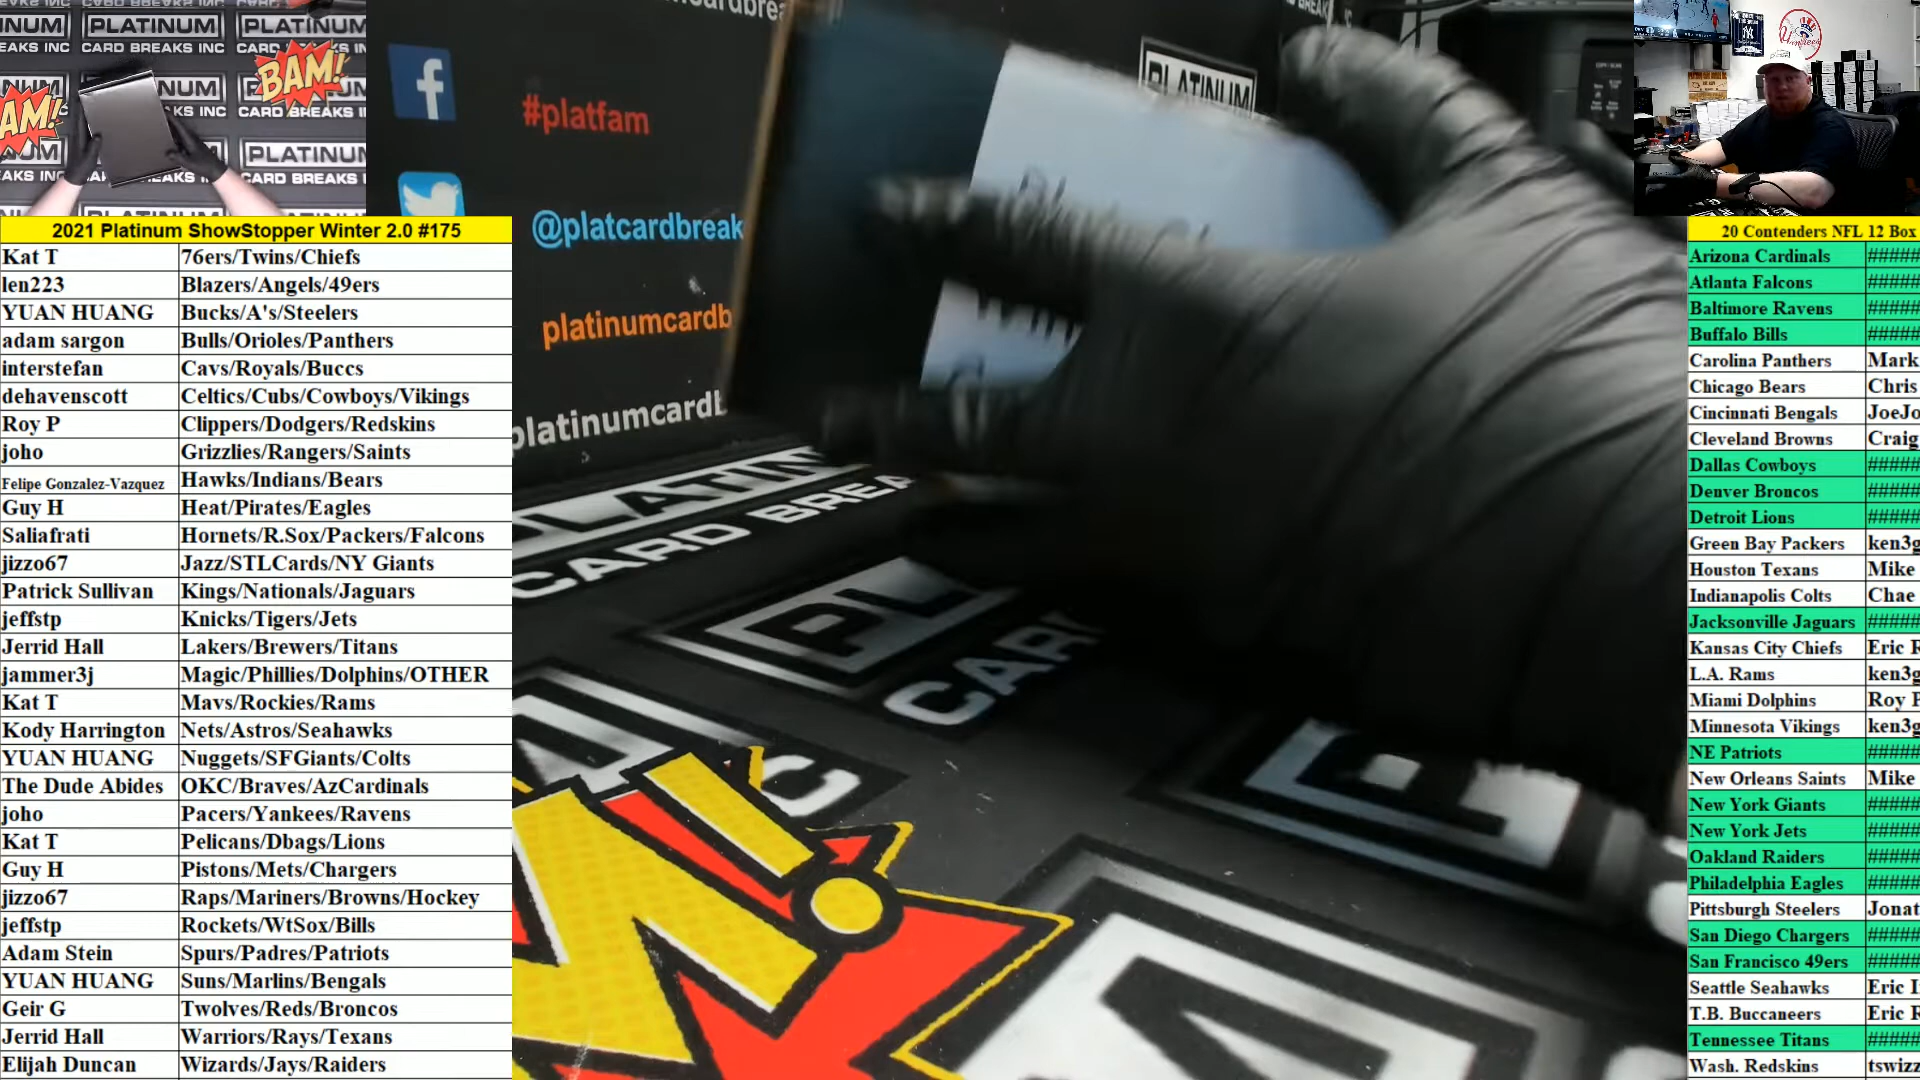 PLATINUM
CARD BREAKS INC
BAM!
#platfam
@platcardbreak
platinumcardb
platinumcardb
PLATINUM
2021 Platinum ShowStopper Winter 2.0 #175
Kat T 76ers/Twins/Chiefs
len223 Blazers/Angels/49ers
YUAN HUANG Bucks/A's/Steelers
adam sargon Bulls/Orioles/Panthers
interstefan Cavs/Royals/Buccs
dehavenscott Celtics/Cubs/Cowboys/Vikings
Roy P Clippers/Dodgers/Redskins
joho Grizzlies/Rangers/Saints
Felipe Gonzalez-Vazquez Hawks/Indians/Bears
Guy H Heat/Pirates/Eagles
Saliafrati Hornets/R.Sox/Packers/Falcons
jizzo67 Jazz/STLCards/NY Giants
Patrick Sullivan Kings/Nationals/Jaguars
jeffstp Knicks/Tigers/Jets
Jerrid Hall Lakers/Brewers/Titans
jammer3j Magic/Phillies/Dolphins/OTHER
Kat T Mavs/Rockies/Rams
Kody Harrington Nets/Astros/Seahawks
YUAN HUANG Nuggets/SFGiants/Colts
The Dude Abides OKC/Braves/AzCardinals
joho Pacers/Yankees/Ravens
Kat T Pelicans/Dbags/Lions
Guy H Pistons/Mets/Chargers
jizzo67 Raps/Mariners/Browns/Hockey
jeffstp Rockets/WtSox/Bills
Adam Stein Spurs/Padres/Patriots
YUAN HUANG Suns/Marlins/Bengals
Geir G Twolves/Reds/Broncos
Jerrid Hall Warriors/Rays/Texans
Elijah Duncan Wizards/Jays/Raiders
20 Contenders NFL 12 Box
Arizona Cardinals #####
Atlanta Falcons #####
Baltimore Ravens #####
Buffalo Bills #####
Carolina Panthers Mark
Chicago Bears Chris
Cincinnati Bengals JoeJo
Cleveland Browns Craig
Dallas Cowboys #####
Denver Broncos #####
Detroit Lions #####
Green Bay Packers ken3g
Houston Texans Mike
Indianapolis Colts Chae
Jacksonville Jaguars #####
Kansas City Chiefs Eric R
L.A. Rams ken3g
Miami Dolphins Roy P
Minnesota Vikings ken3g
NE Patriots #####
New Orleans Saints Mike
New York Giants #####
New York Jets #####
Oakland Raiders #####
Philadelphia Eagles #####
Pittsburgh Steelers Jonat
San Diego Chargers #####
San Francisco 49ers #####
Seattle Seahawks Eric
T.B. Buccaneers Eric R
Tennessee Titans #####
Wash. Redskins tswizz